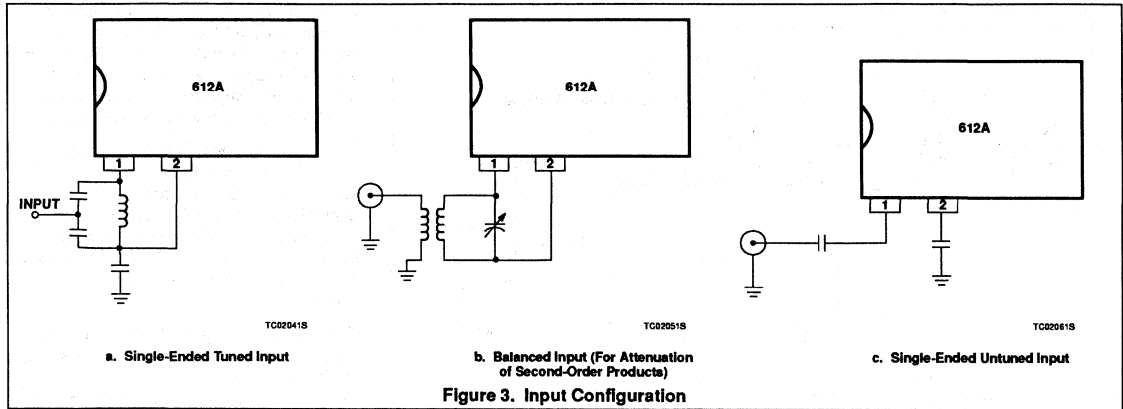 612A
1
2
INPUT
TC02041S
a. Single-Ended Tuned Input
612A
1
2
TC02051S
b. Balanced Input (For Attenuation
of Second-Order Products)
612A
1
2
TC02061S
c. Single-Ended Untuned Input
Figure 3. Input Configuration